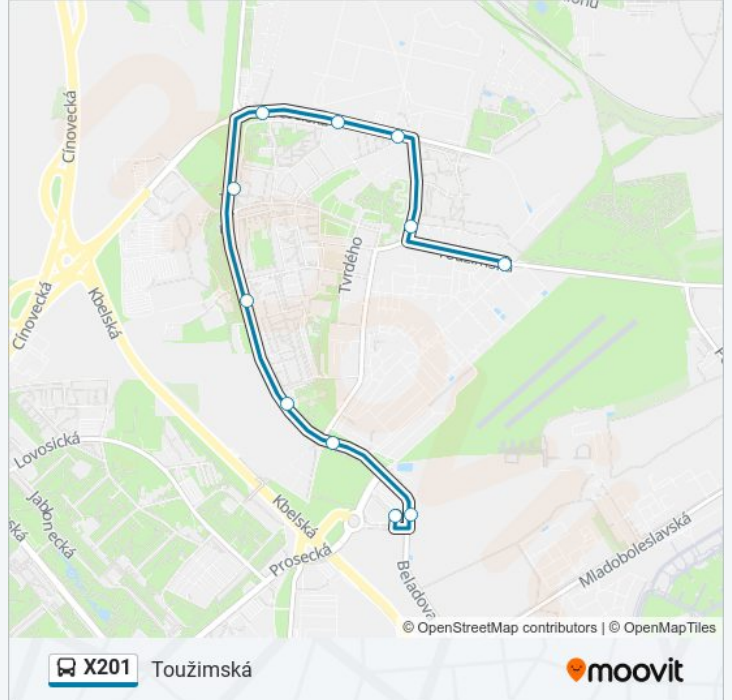 Cínovecká
Tvrdého
Cínovecká
Kbelská
Lovosická
Jablonecká
Kbelská
Prosecká
Beladova
Mladoboleslavská
© OpenStreetMap contributors | © OpenMapTiles
X201 Toužimská
moovit